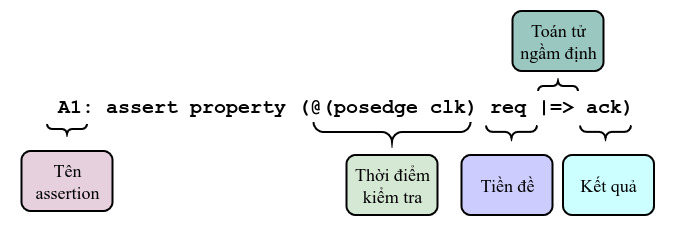 Toán tử
ngầm định
A1: assert property (@(posedge clk) req |=> ack)
Tên
assertion
Thời điểm
kiểm tra
Tiền đề
Kết quả